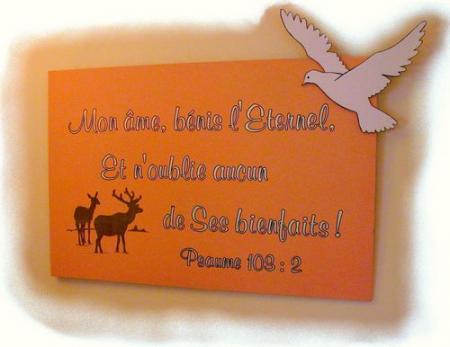 Mon âme, bénis l'Eternel,
Et n'oublie aucun
de Ses bienfaits !
Psaume 103 : 2